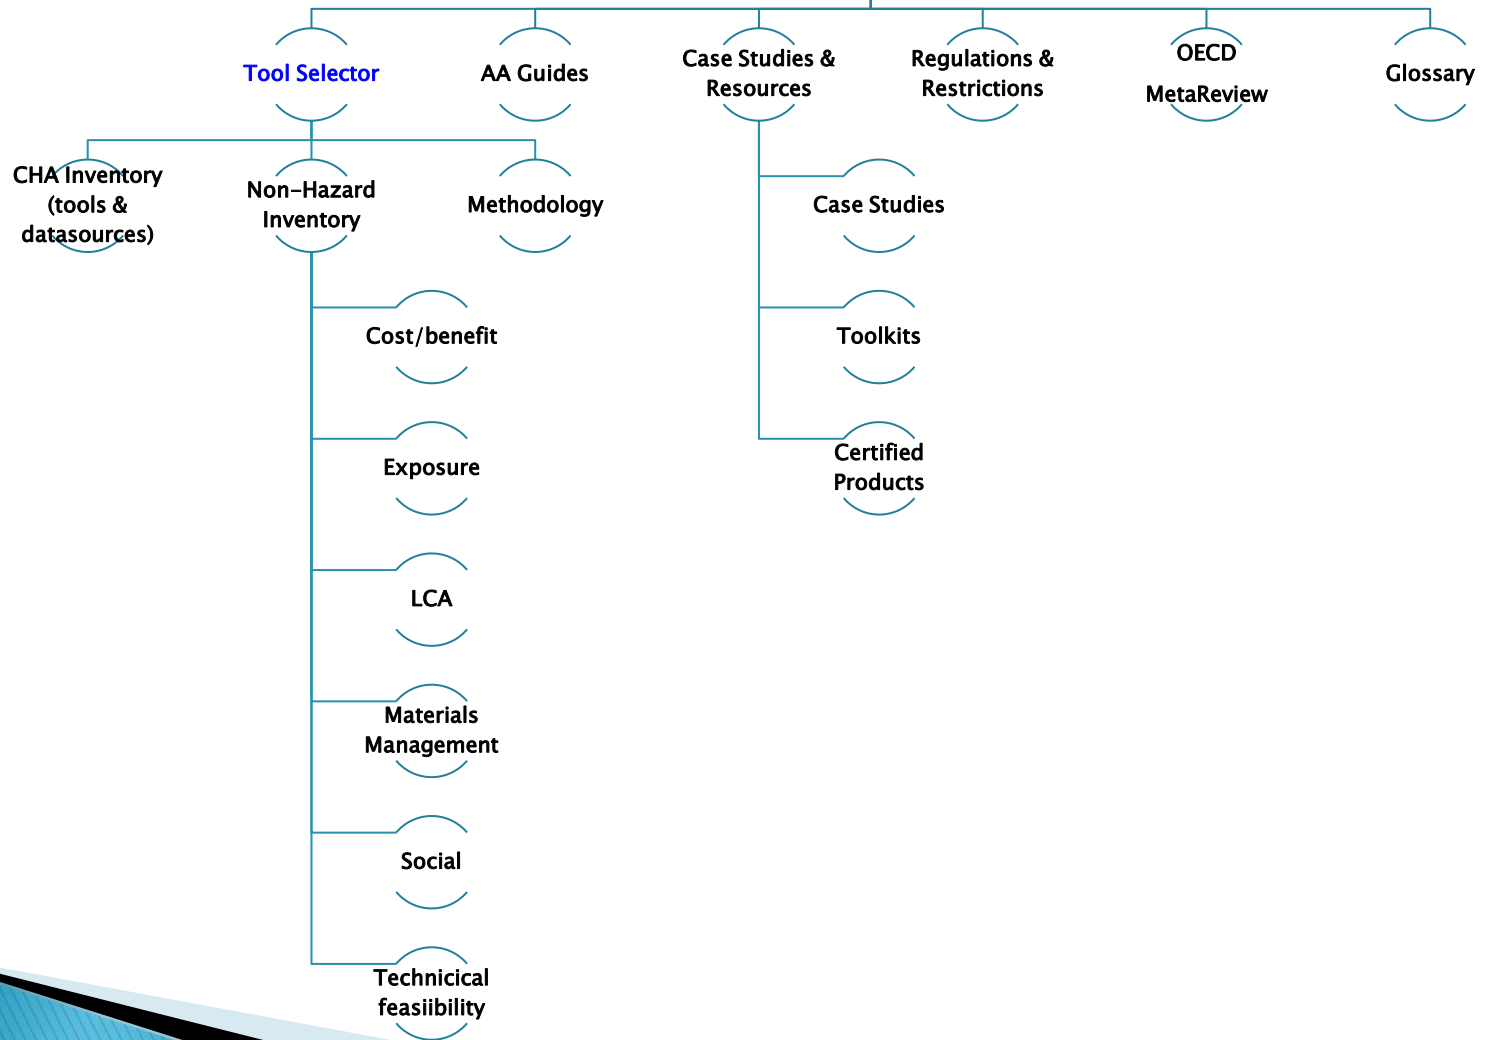 Tool Selector
AA Guides
Case Studies &
Resources
Regulations &
Restrictions
OECD
MetaReview
Glossary
CHA Inventory
(tools &
datasources)
Non-Hazard
Inventory
Methodology
Cost/benefit
Exposure
LCA
Materials
Management
Social
Technicical
feasiibility
Case Studies
Toolkits
Certified
Products